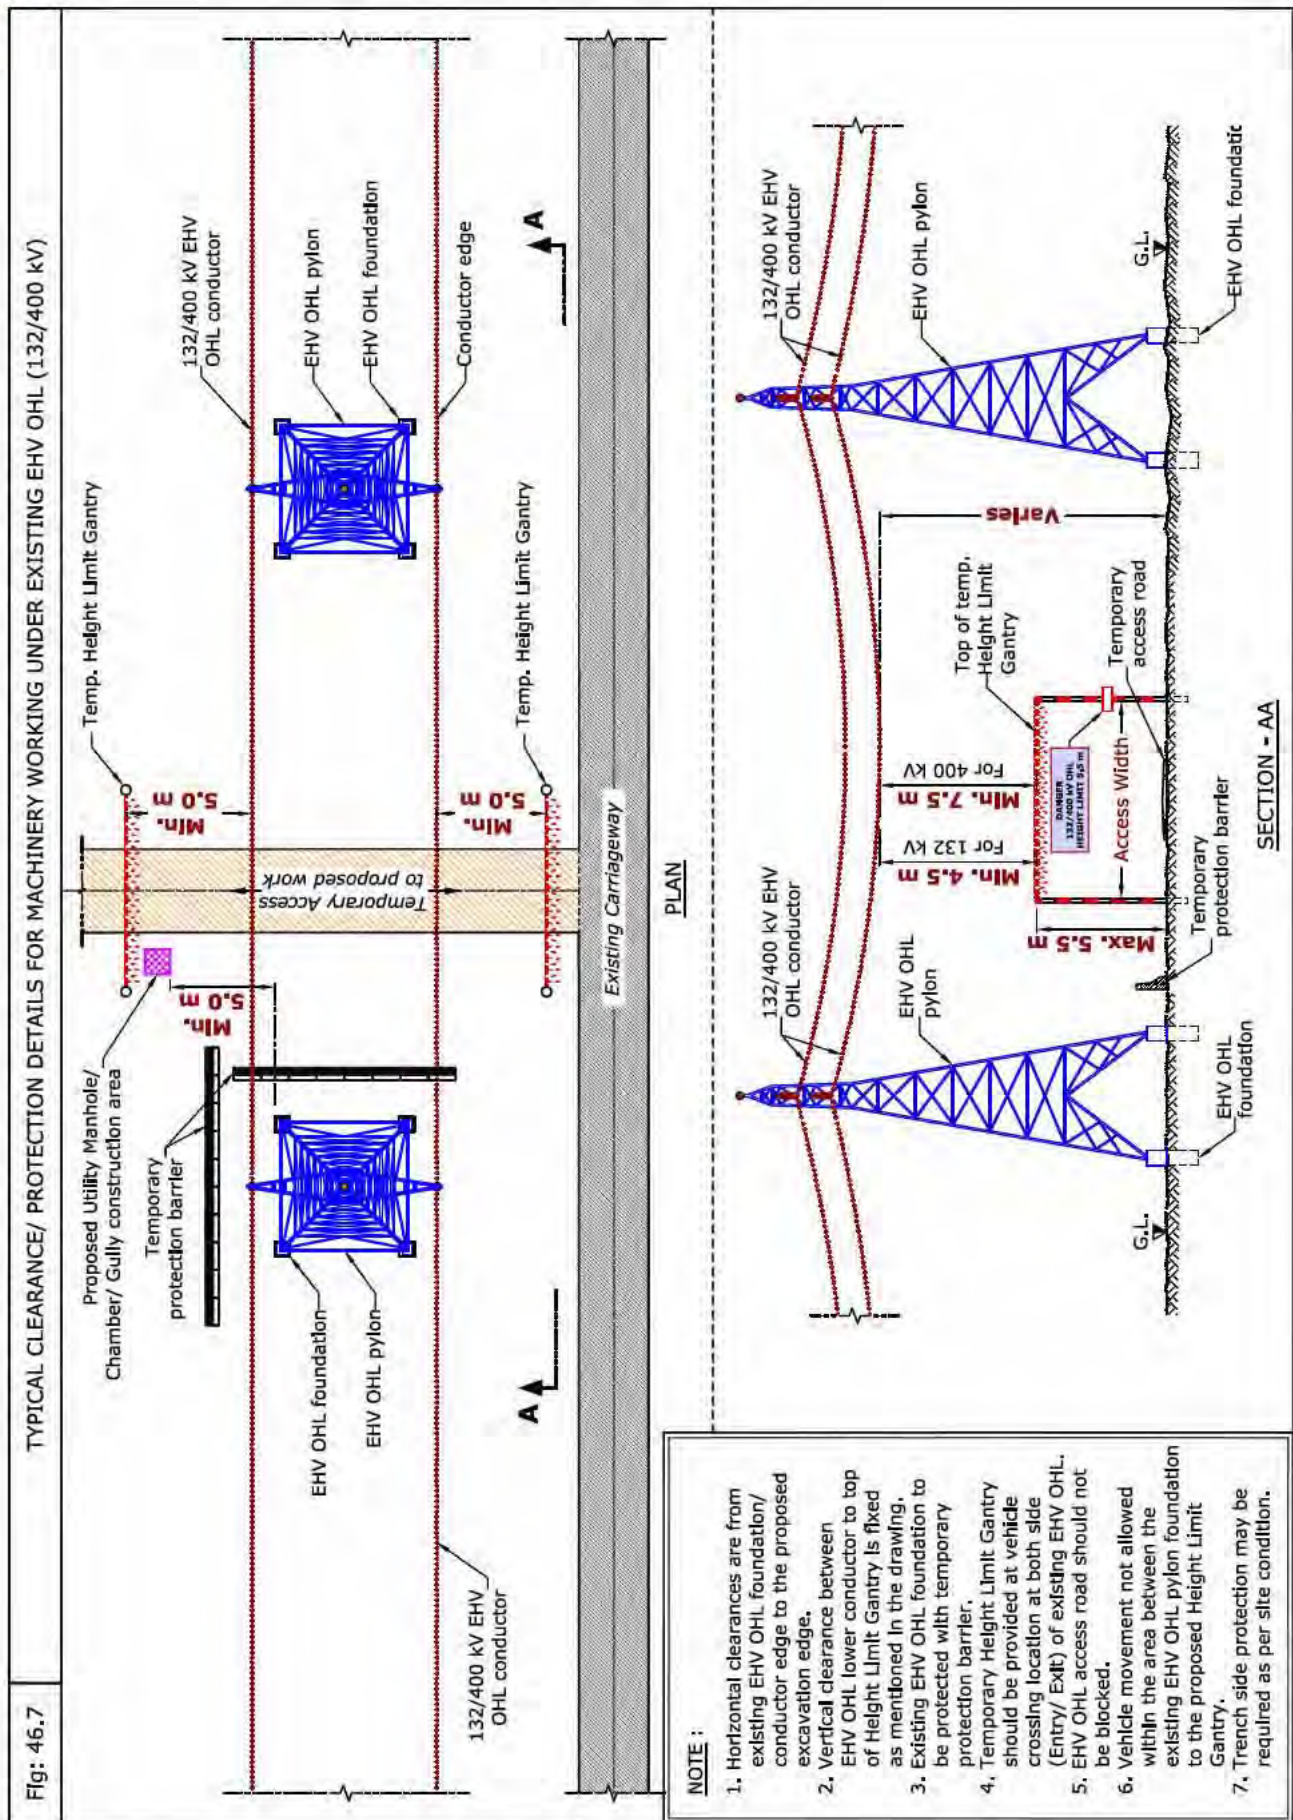 Fig: 46.7
TYPICAL CLEARANCE/ PROTECTION DETAILS FOR MACHINERY WORKING UNDER EXISTING EHV OHL (132/400 kV)
Proposed Utility Manhole/
Chamber/ Gully construction area
Temporary
protection barrier
EHV OHL foundation
EHV OHL pylon
132/400 kV EHV
OHL conductor
Min.
5.0 m
Min.
5.0 m
Min.
5.0 m
Temporary Access
to proposed work
Temp. Height Limit Gantry
Temp. Height Limit Gantry
132/400 kV EHV
OHL conductor
EHV OHL pylon
EHV OHL foundation
Conductor edge
A
A
Existing Carriageway
PLAN
132/400 kV EHV
OHL conductor
EHV OHL
pylon
Min. 4.5 m
For 132 kV
Min. 7.5 m
For 400 kV
Max. 5.5 m
Access Width
DANGER
132/400 kV OHL
HEIGHT LIMIT 5.5 m
Top of temp.
Height Limit
Gantry
Temporary
access road
Varies
132/400 kV EHV
OHL conductor
EHV OHL pylon
G.L.
EHV OHL foundatic
G.L.
EHV OHL
foundation
Temporary
protection barrier
SECTION - AA
NOTE :
1. Horizontal clearances are from
existing EHV OHL foundation/
conductor edge to the proposed
excavation edge.
2. Vertical clearance between
EHV OHL lower conductor to top
of Height Limit Gantry is fixed
as mentioned in the drawing.
3. Existing EHV OHL foundation to
be protected with temporary
protection barrier.
4. Temporary Height Limit Gantry
should be provided at vehicle
crossing location at both side
(Entry/ Exit) of existing EHV OHL.
5. EHV OHL access road should not
be blocked.
6. Vehicle movement not allowed
within the area between the
existing EHV OHL pylon foundation
to the proposed Height Limit
Gantry.
7. Trench side protection may be
required as per site condition.